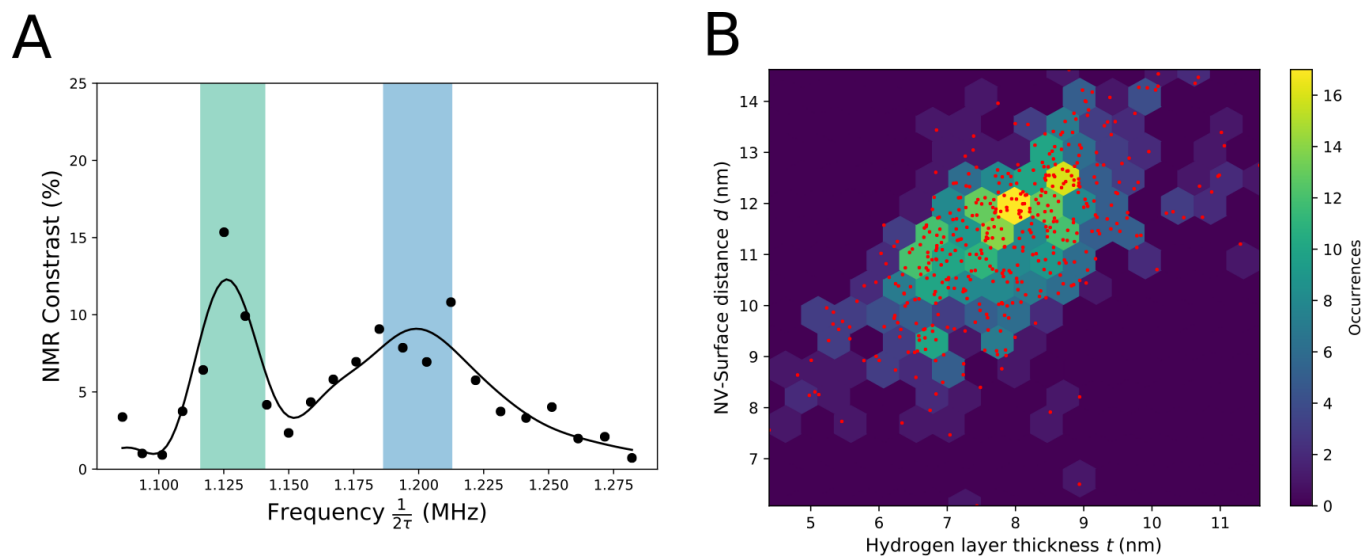 A
NMR Constrast (%)
25
20
15
10
5
0
1.100 1.125 1.150 1.175 1.200 1.225 1.250 1.275
Frequency 1/2τ (MHz)
B
NV-Surface distance d (nm)
14
13
12
11
10
9
8
7
5 6 7 8 9 10 11
Hydrogen layer thickness t (nm)
16
14
12
10
8
6
4
2
0
Occurrences